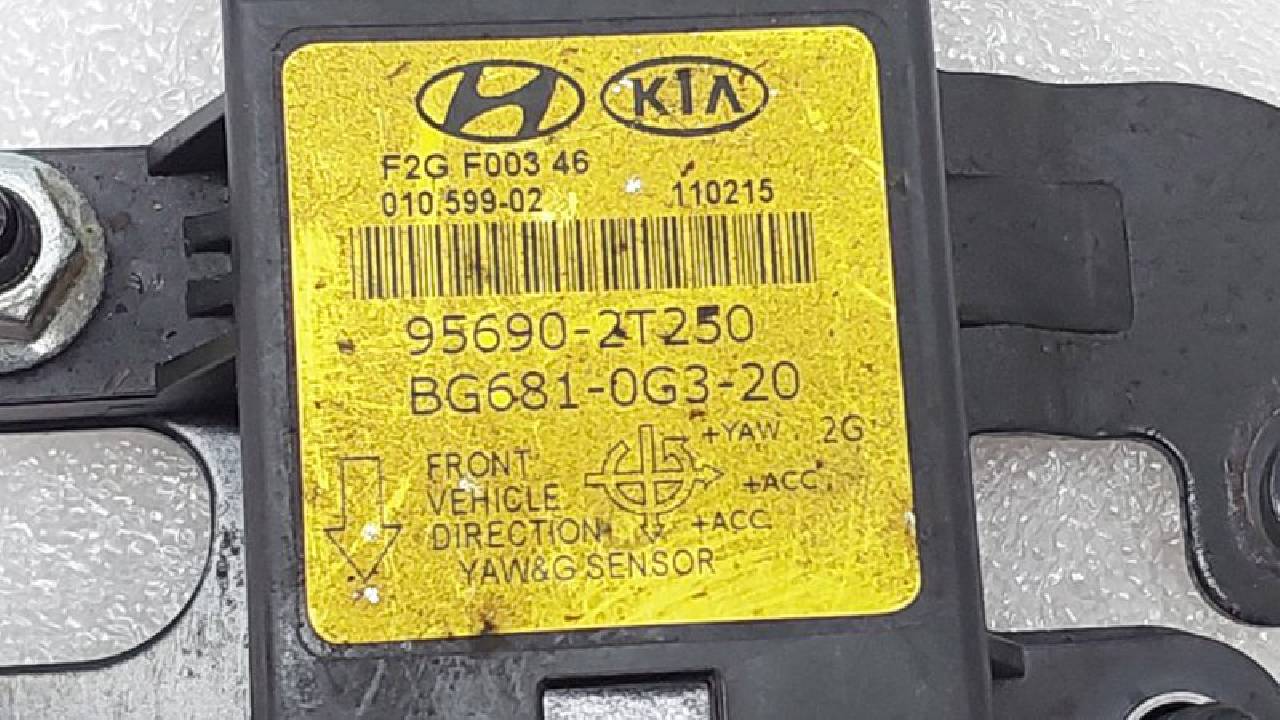 KIA
F2G F003 46
010.599-02 110215
95690-2T250
BG681-0G3-20
+YAW 2G
FRONT
VEHICLE +ACC
DIRECTION +ACC
YAW&G SENSOR